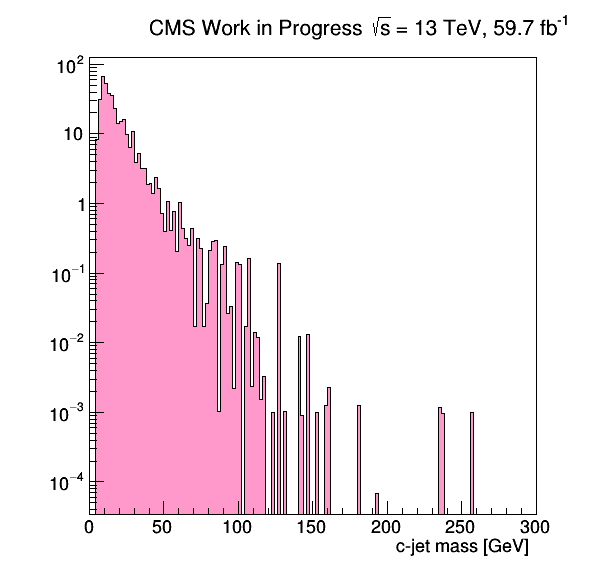 CMS Work in Progress √s = 13 TeV, 59.7 fb⁻¹
10²
10
1
10⁻¹
10⁻²
10⁻³
10⁻⁴
0 50 100 150 200 250 300
c-jet mass [GeV]